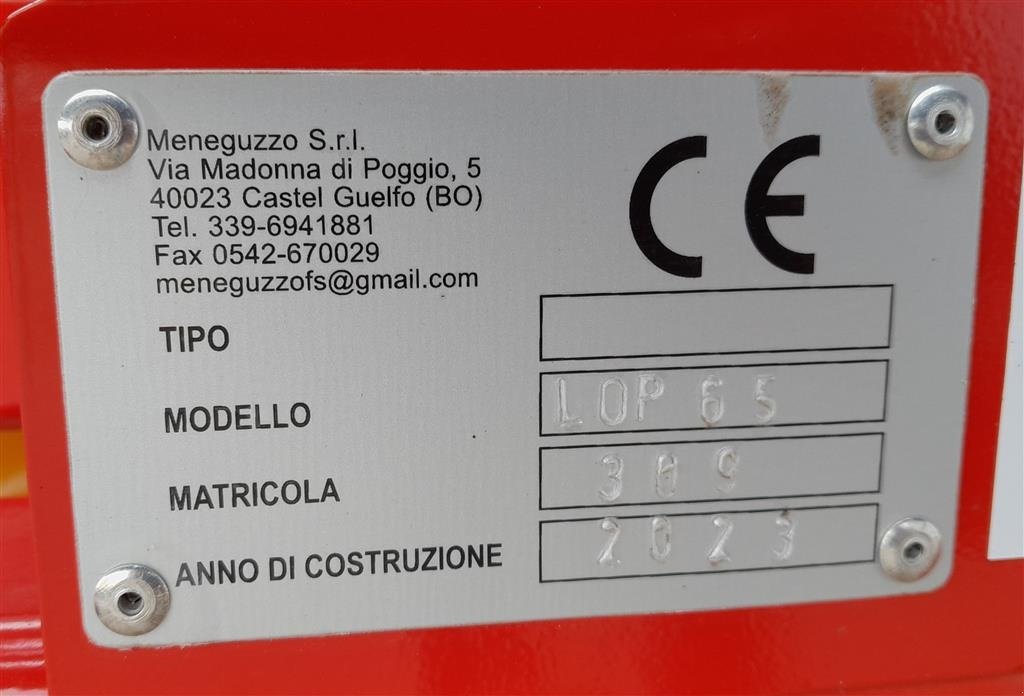 Meneguzzo S.r.l.
Via Madonna di Poggio, 5
40023 Castel Guelfo (BO)
Tel. 339-6941881
Fax 0542-670029
meneguzzofs@gmail.com
CE
TIPO
MODELLO LOP 65
MATRICOLA 309
ANNO DI COSTRUZIONE 2023